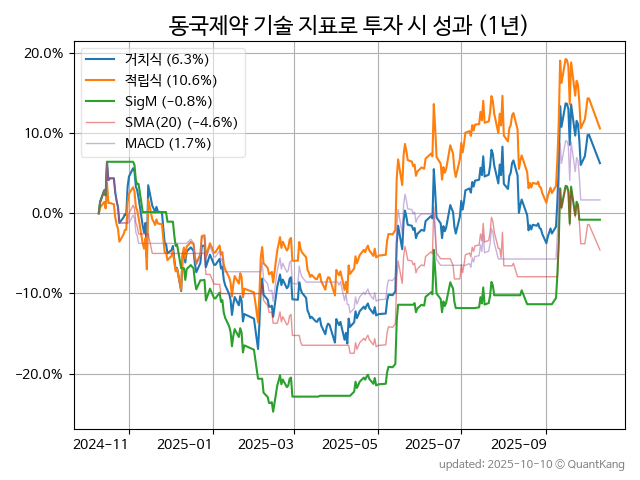 동국제약 기술 지표로 투자 시 성과 (1년)
거치식 (6.3%)
적립식 (10.6%)
SigM (−0.8%)
SMA(20) (−4.6%)
MACD (1.7%)
20.0%
10.0%
0.0%
−10.0%
−20.0%
2024-11 2025-01 2025-03 2025-05 2025-07 2025-09
updated: 2025-10-10 © QuantKang